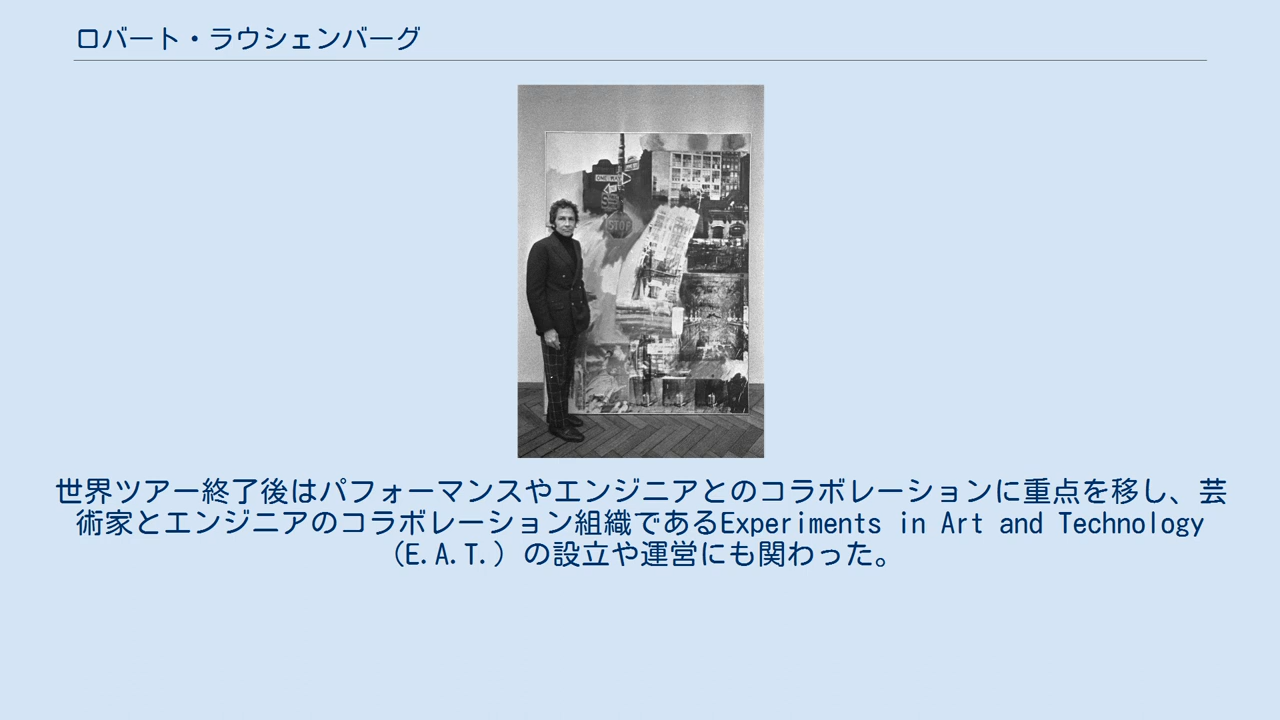 ロバート・ラウシェンバーグ
ONE WAY
STOP
世界ツアー終了後はパフォーマンスやエンジニアとのコラボレーションに重点を移し、芸
術家とエンジニアのコラボレーション組織であるExperiments in Art and Technology
（E.A.T.）の設立や運営にも関わった。